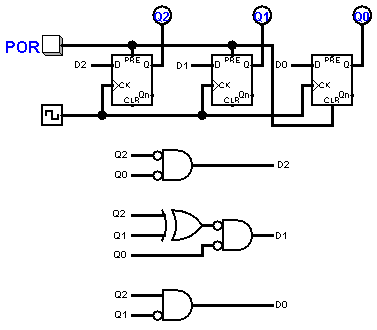 Q2 Q1 Q0
POR
D2 D PRE Q CK Qn CLR
D1 D PRE Q CK Qn CLR
D0 D PRE Q CK Qn CLR
Q2
Q0
D2
Q2
Q1
Q0
D1
Q2
Q1
D0